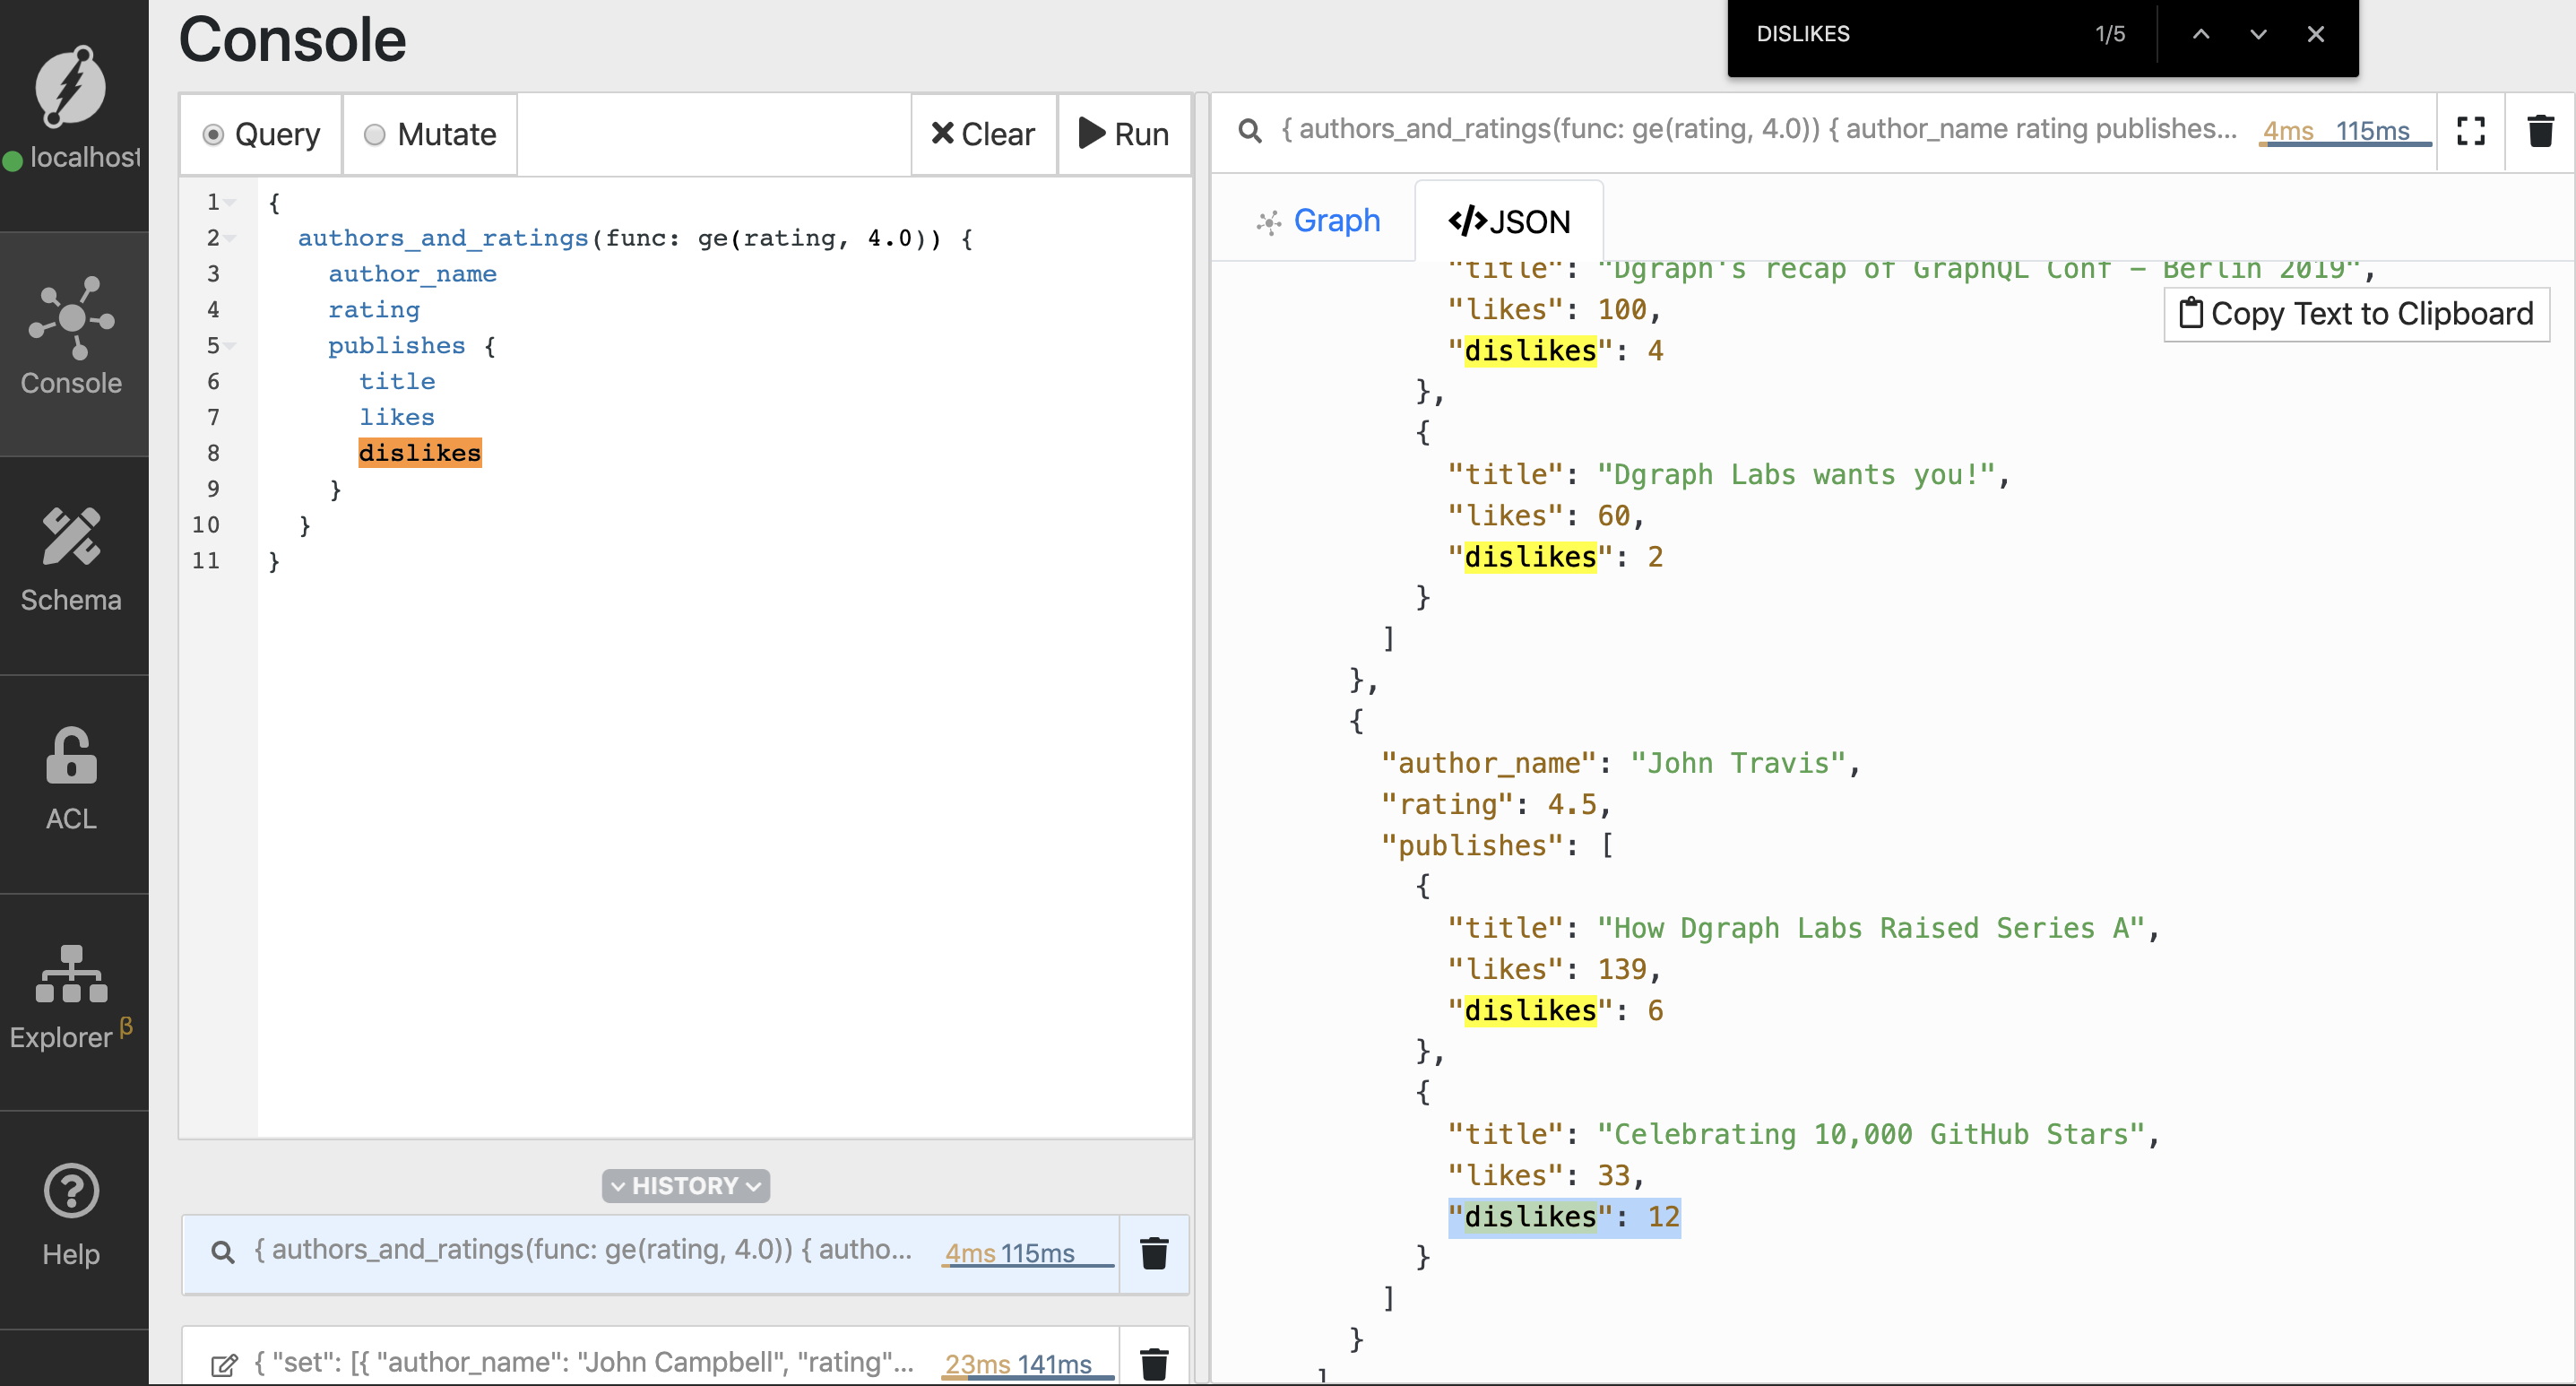 localhost
Console
Schema
ACL
Explorer β
Help
Console
DISLIKES 1/5
Query Mutate Clear Run
1 {
2 authors_and_ratings(func: ge(rating, 4.0)) {
3 author_name
4 rating
5 publishes {
6 title
7 likes
8 dislikes
9 }
10 }
11 }
HISTORY
{ authors_and_ratings(func: ge(rating, 4.0)) { autho... 4ms 115ms
{ "set": [{ "author_name": "John Campbell", "rating"... 23ms 141ms
{ authors_and_ratings(func: ge(rating, 4.0)) { author_name rating publishes... 4ms 115ms
Graph </>JSON
Copy Text to Clipboard
"title": "Dgraph's recap of GraphQL Conf - Berlin 2019",
"likes": 100,
"dislikes": 4
},
{
"title": "Dgraph Labs wants you!",
"likes": 60,
"dislikes": 2
}
]
},
{
"author_name": "John Travis",
"rating": 4.5,
"publishes": [
{
"title": "How Dgraph Labs Raised Series A",
"likes": 139,
"dislikes": 6
},
{
"title": "Celebrating 10,000 GitHub Stars",
"likes": 33,
"dislikes": 12
}
]
}
]